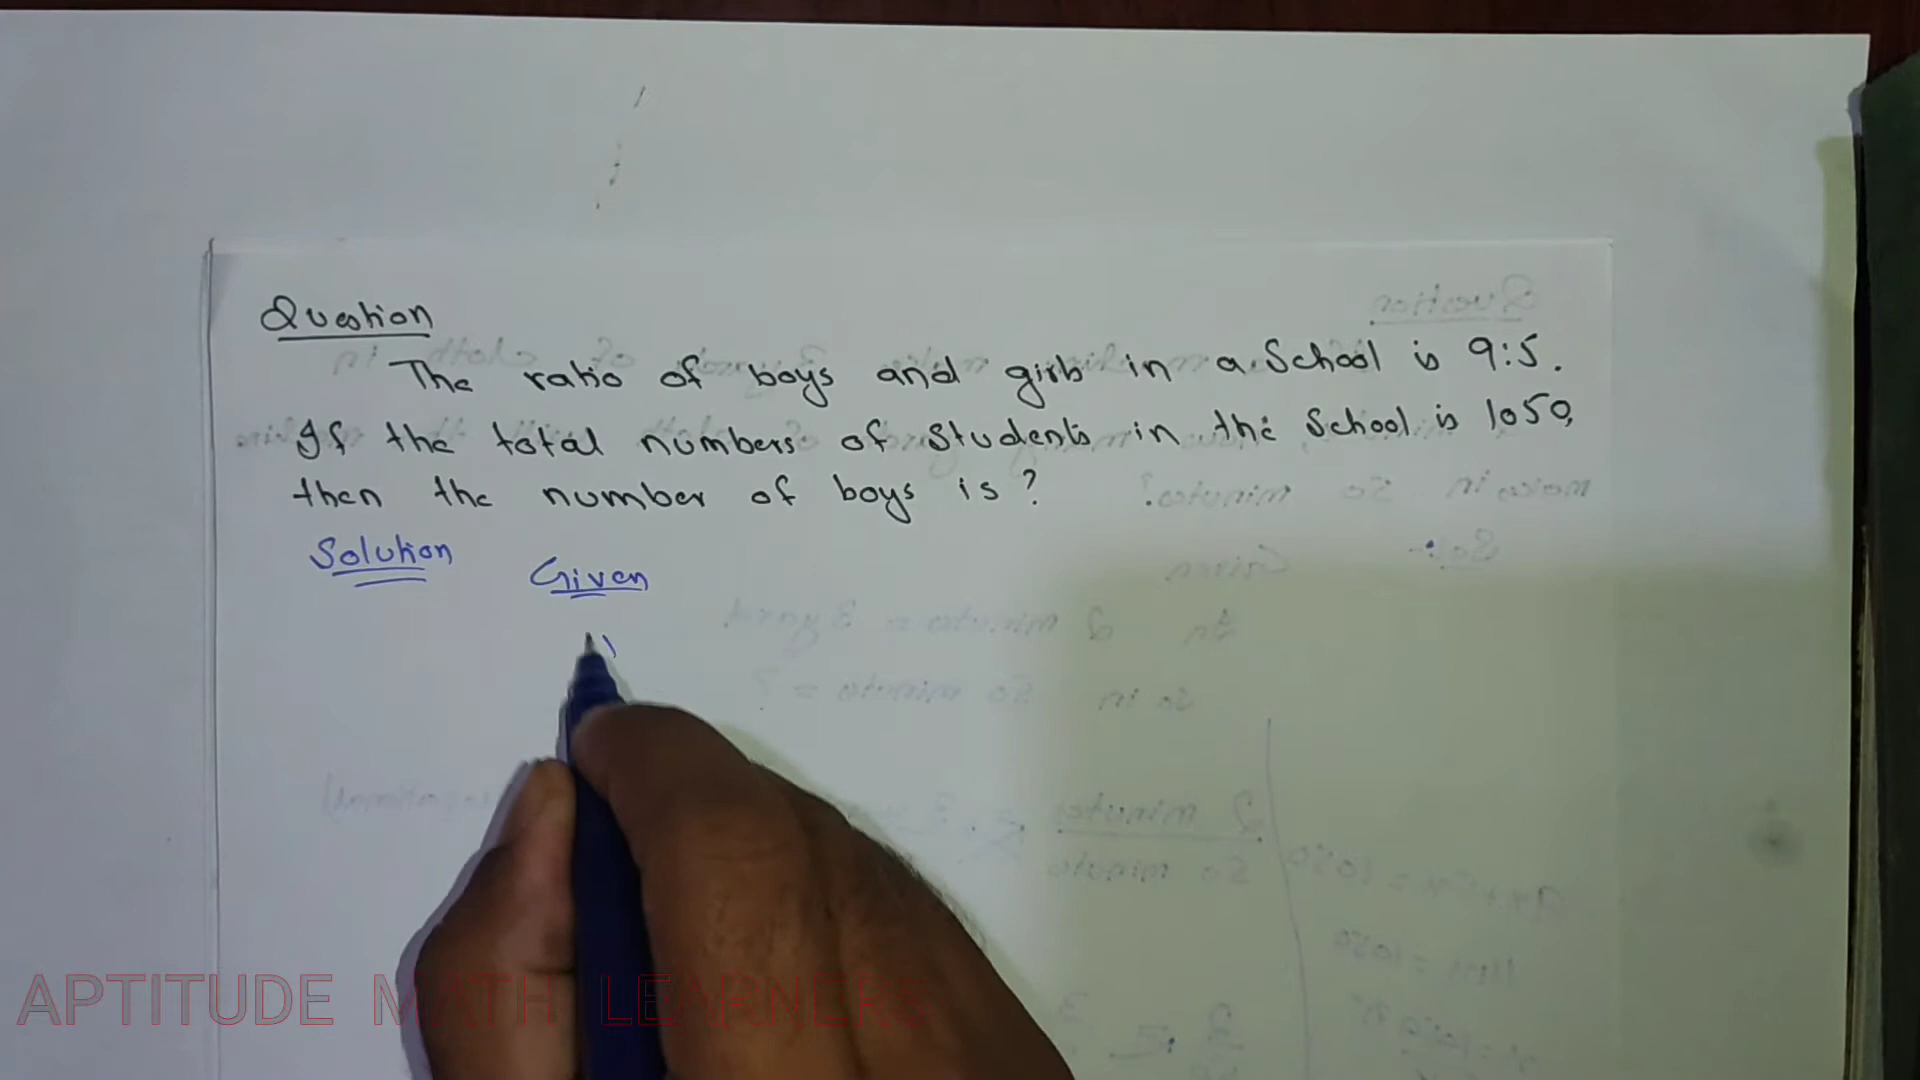 Question
The ratio of boys and girls in a School is 9:5.
If the total numbers of Students in the School is 1050,
then the number of boys is?
Solution Given
APTITUDE MATH LEARNERS